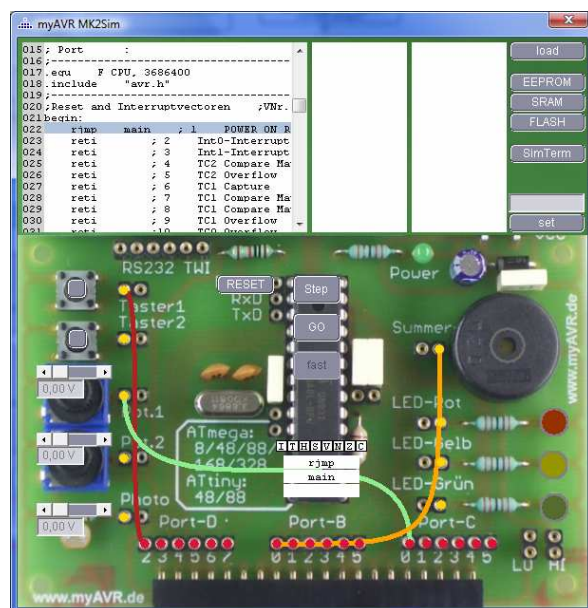 myAVR MK2Sim
015 ; Port :
016 ;
017 .equ F CPU, 3686400
018 .include "avr.h"
019 ;
020 ;Reset and Interruptvectoren ;VNr.
021 begin:
022 rjmp main ; 1 POWER ON R
023 reti ; 2 Int0-Interrupt
024 reti ; 3 Int1-Interrupt
025 reti ; 4 TC2 Compare Ma
026 reti ; 5 TC2 Overflow
027 reti ; 6 TC1 Capture
028 reti ; 7 TC1 Compare Ma
029 reti ; 8 TC1 Compare Ma
030 reti ; 9 TC1 Overflow
031 reti ;10 TC0 Overflow
load
EEPROM
SRAM
FLASH
SimTerm
set
RS232 TWI
Power
RESET
RxD
TxD
Step
GO
fast
Taster1
Taster2
Summer
www.myAVR.de
0,00 V
Pot.1
LED-Rot
0,00 V
Pot.2
ATmega:
8/48/88/
168/328
ATtiny:
48/88
I T H S V N Z C
rjmp
main
LED-Gelb
LED-Grün
Photo
0,00 V
Port-D
Port-B
Port-C
2 3 4 5 6 7
0 1 2 3 4 5
0 1 2 3 4 5
LO HI
www.myAVR.de